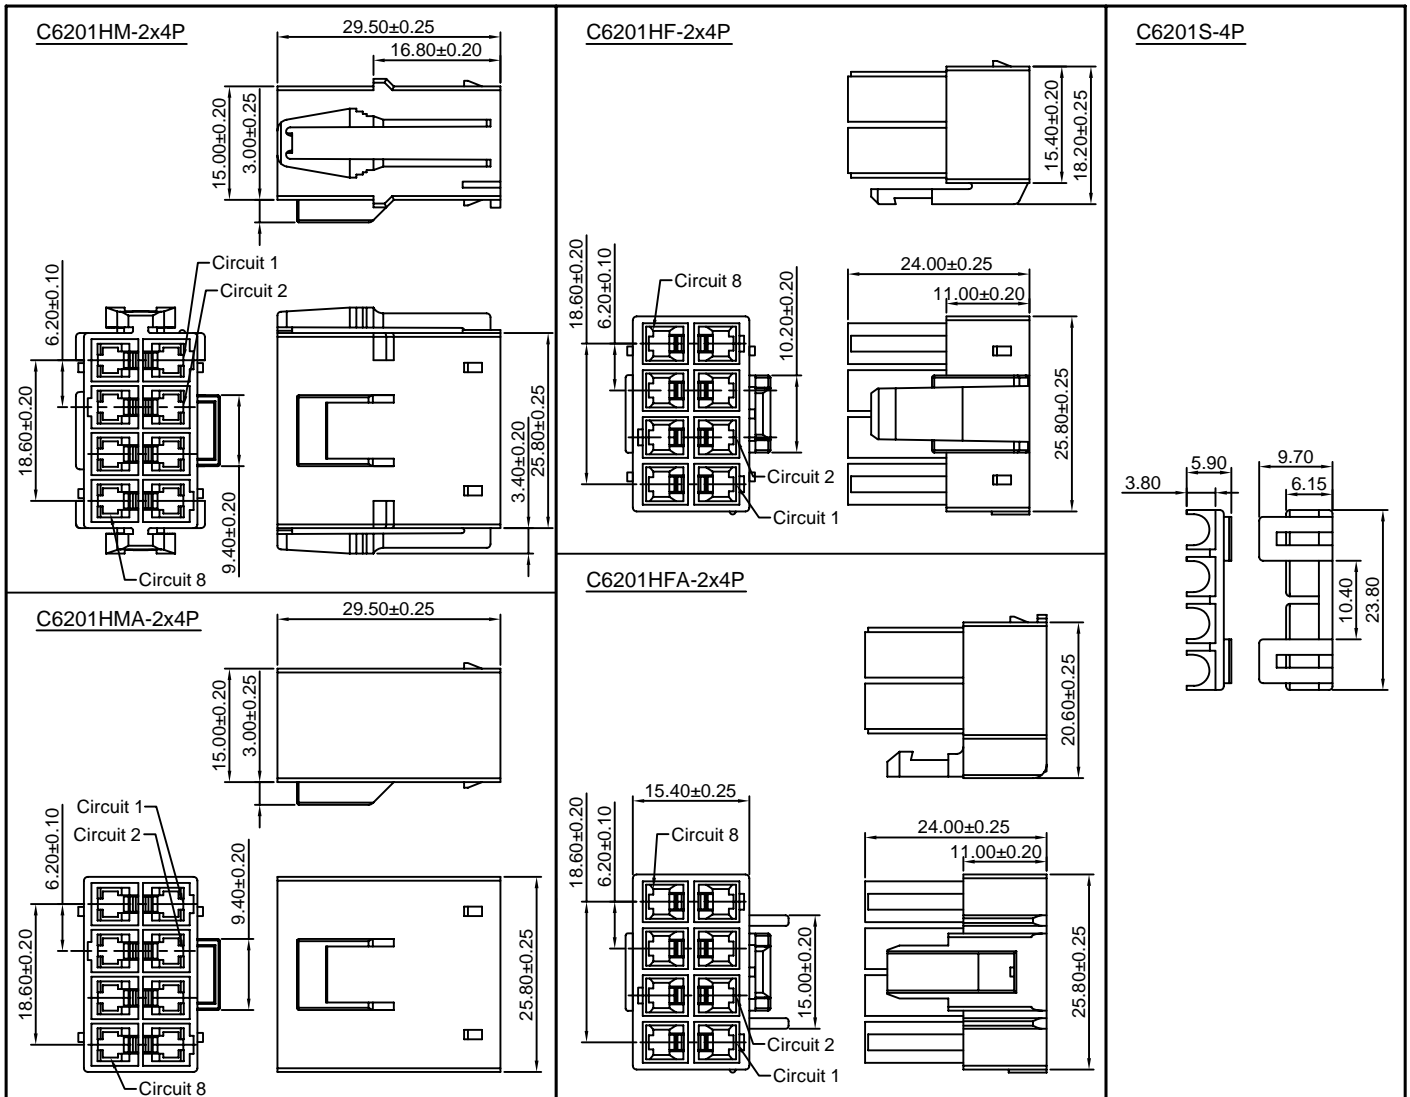 C6201HM-2x4P
29.50±0.25
16.80±0.20
15.00±0.20
3.00±0.25
6.20±0.10
18.60±0.20
Circuit 1
Circuit 2
9.40±0.20
Circuit 8
3.40±0.20
25.80±0.25
C6201HMA-2x4P
29.50±0.25
15.00±0.20
3.00±0.25
Circuit 1
Circuit 2
6.20±0.10
18.60±0.20
9.40±0.20
Circuit 8
25.80±0.25
C6201HF-2x4P
15.40±0.20
18.20±0.25
18.60±0.20
6.20±0.10
Circuit 8
10.20±0.20
Circuit 2
Circuit 1
24.00±0.25
11.00±0.20
25.80±0.25
C6201HFA-2x4P
20.60±0.25
15.40±0.25
18.60±0.20
6.20±0.10
Circuit 8
15.00±0.20
Circuit 2
Circuit 1
24.00±0.25
11.00±0.20
25.80±0.25
C6201S-4P
5.90
3.80
9.70
6.15
10.40
23.80